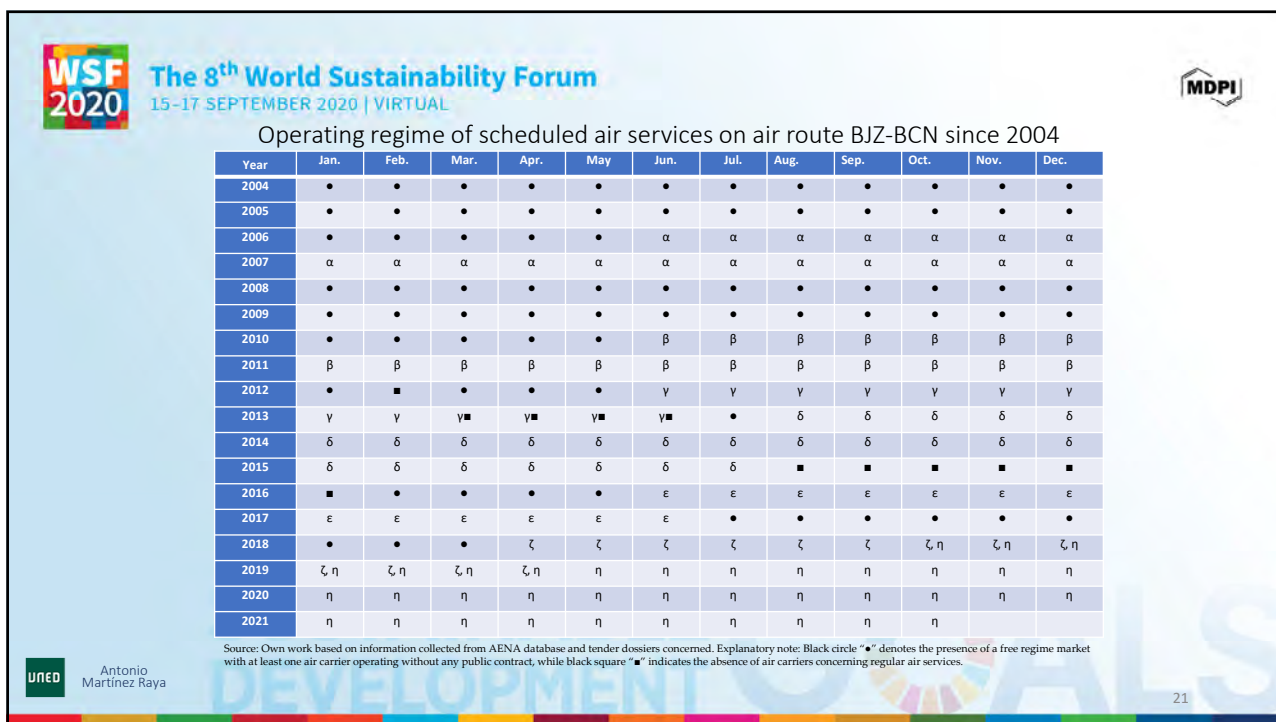 WSF
2020
The 8th World Sustainability Forum
15-17 SEPTEMBER 2020 | VIRTUAL
MDPI
Operating regime of scheduled air services on air route BJZ-BCN since 2004
Year Jan. Feb. Mar. Apr. May Jun. Jul. Aug. Sep. Oct. Nov. Dec.
2004 ● ● ● ● ● ● ● ● ● ● ● ●
2005 ● ● ● ● ● ● ● ● ● ● ● ●
2006 ● ● ● ● ● α α α α α α α
2007 α α α α α α α α α α α α
2008 ● ● ● ● ● ● ● ● ● ● ● ●
2009 ● ● ● ● ● ● ● ● ● ● ● ●
2010 ● ● ● ● ● β β β β β β β
2011 β β β β β β β β β β β β
2012 ● ■ ● ● ● γ γ γ γ γ γ γ
2013 γ γ γ■ γ■ γ■ γ■ ● δ δ δ δ δ
2014 δ δ δ δ δ δ δ δ δ δ δ δ
2015 δ δ δ δ δ δ δ ■ ■ ■ ■ ■
2016 ■ ● ● ● ● ε ε ε ε ε ε ε
2017 ε ε ε ε ε ε ● ● ● ● ● ●
2018 ● ● ● ζ ζ ζ ζ ζ ζ ζ, η ζ, η ζ, η
2019 ζ, η ζ, η ζ, η ζ, η η η η η η η η η
2020 η η η η η η η η η η η η
2021 η η η η η η η η η η
Source: Own work based on information collected from AENA database and tender dossiers concerned. Explanatory note: Black circle “●” denotes the presence of a free regime market
with at least one air carrier operating without any public contract, while black square “■” indicates the absence of air carriers concerning regular air services.
UNED
Antonio
Martínez Raya
DEVELOPMENT GOALS
21